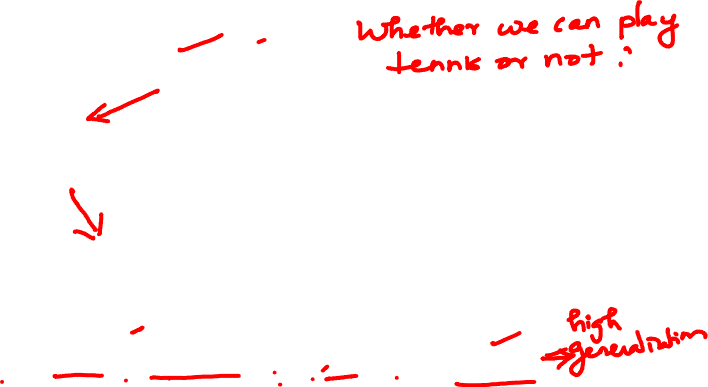 Whether we can play
tennis or not?
high
generalization